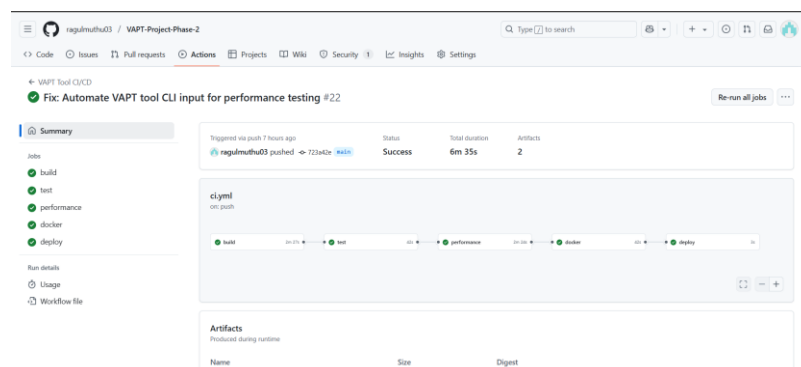 ragulmuthu03 / VAPT-Project-Phase-2
Type / to search
Code Issues Pull requests Actions Projects Wiki Security 1 Insights Settings
← VAPT Tool CI/CD
Fix: Automate VAPT tool CLI input for performance testing #22
Re-run all jobs
Summary
Jobs
build
test
performance
docker
deploy
Run details
Usage
Workflow file
Triggered via push 7 hours ago Status Total duration Artifacts
ragulmuthu03 pushed 723a42e main Success 6m 35s 2
ci.yml
on: push
build test performance docker deploy
Artifacts
Produced during runtime
Name Size Digest